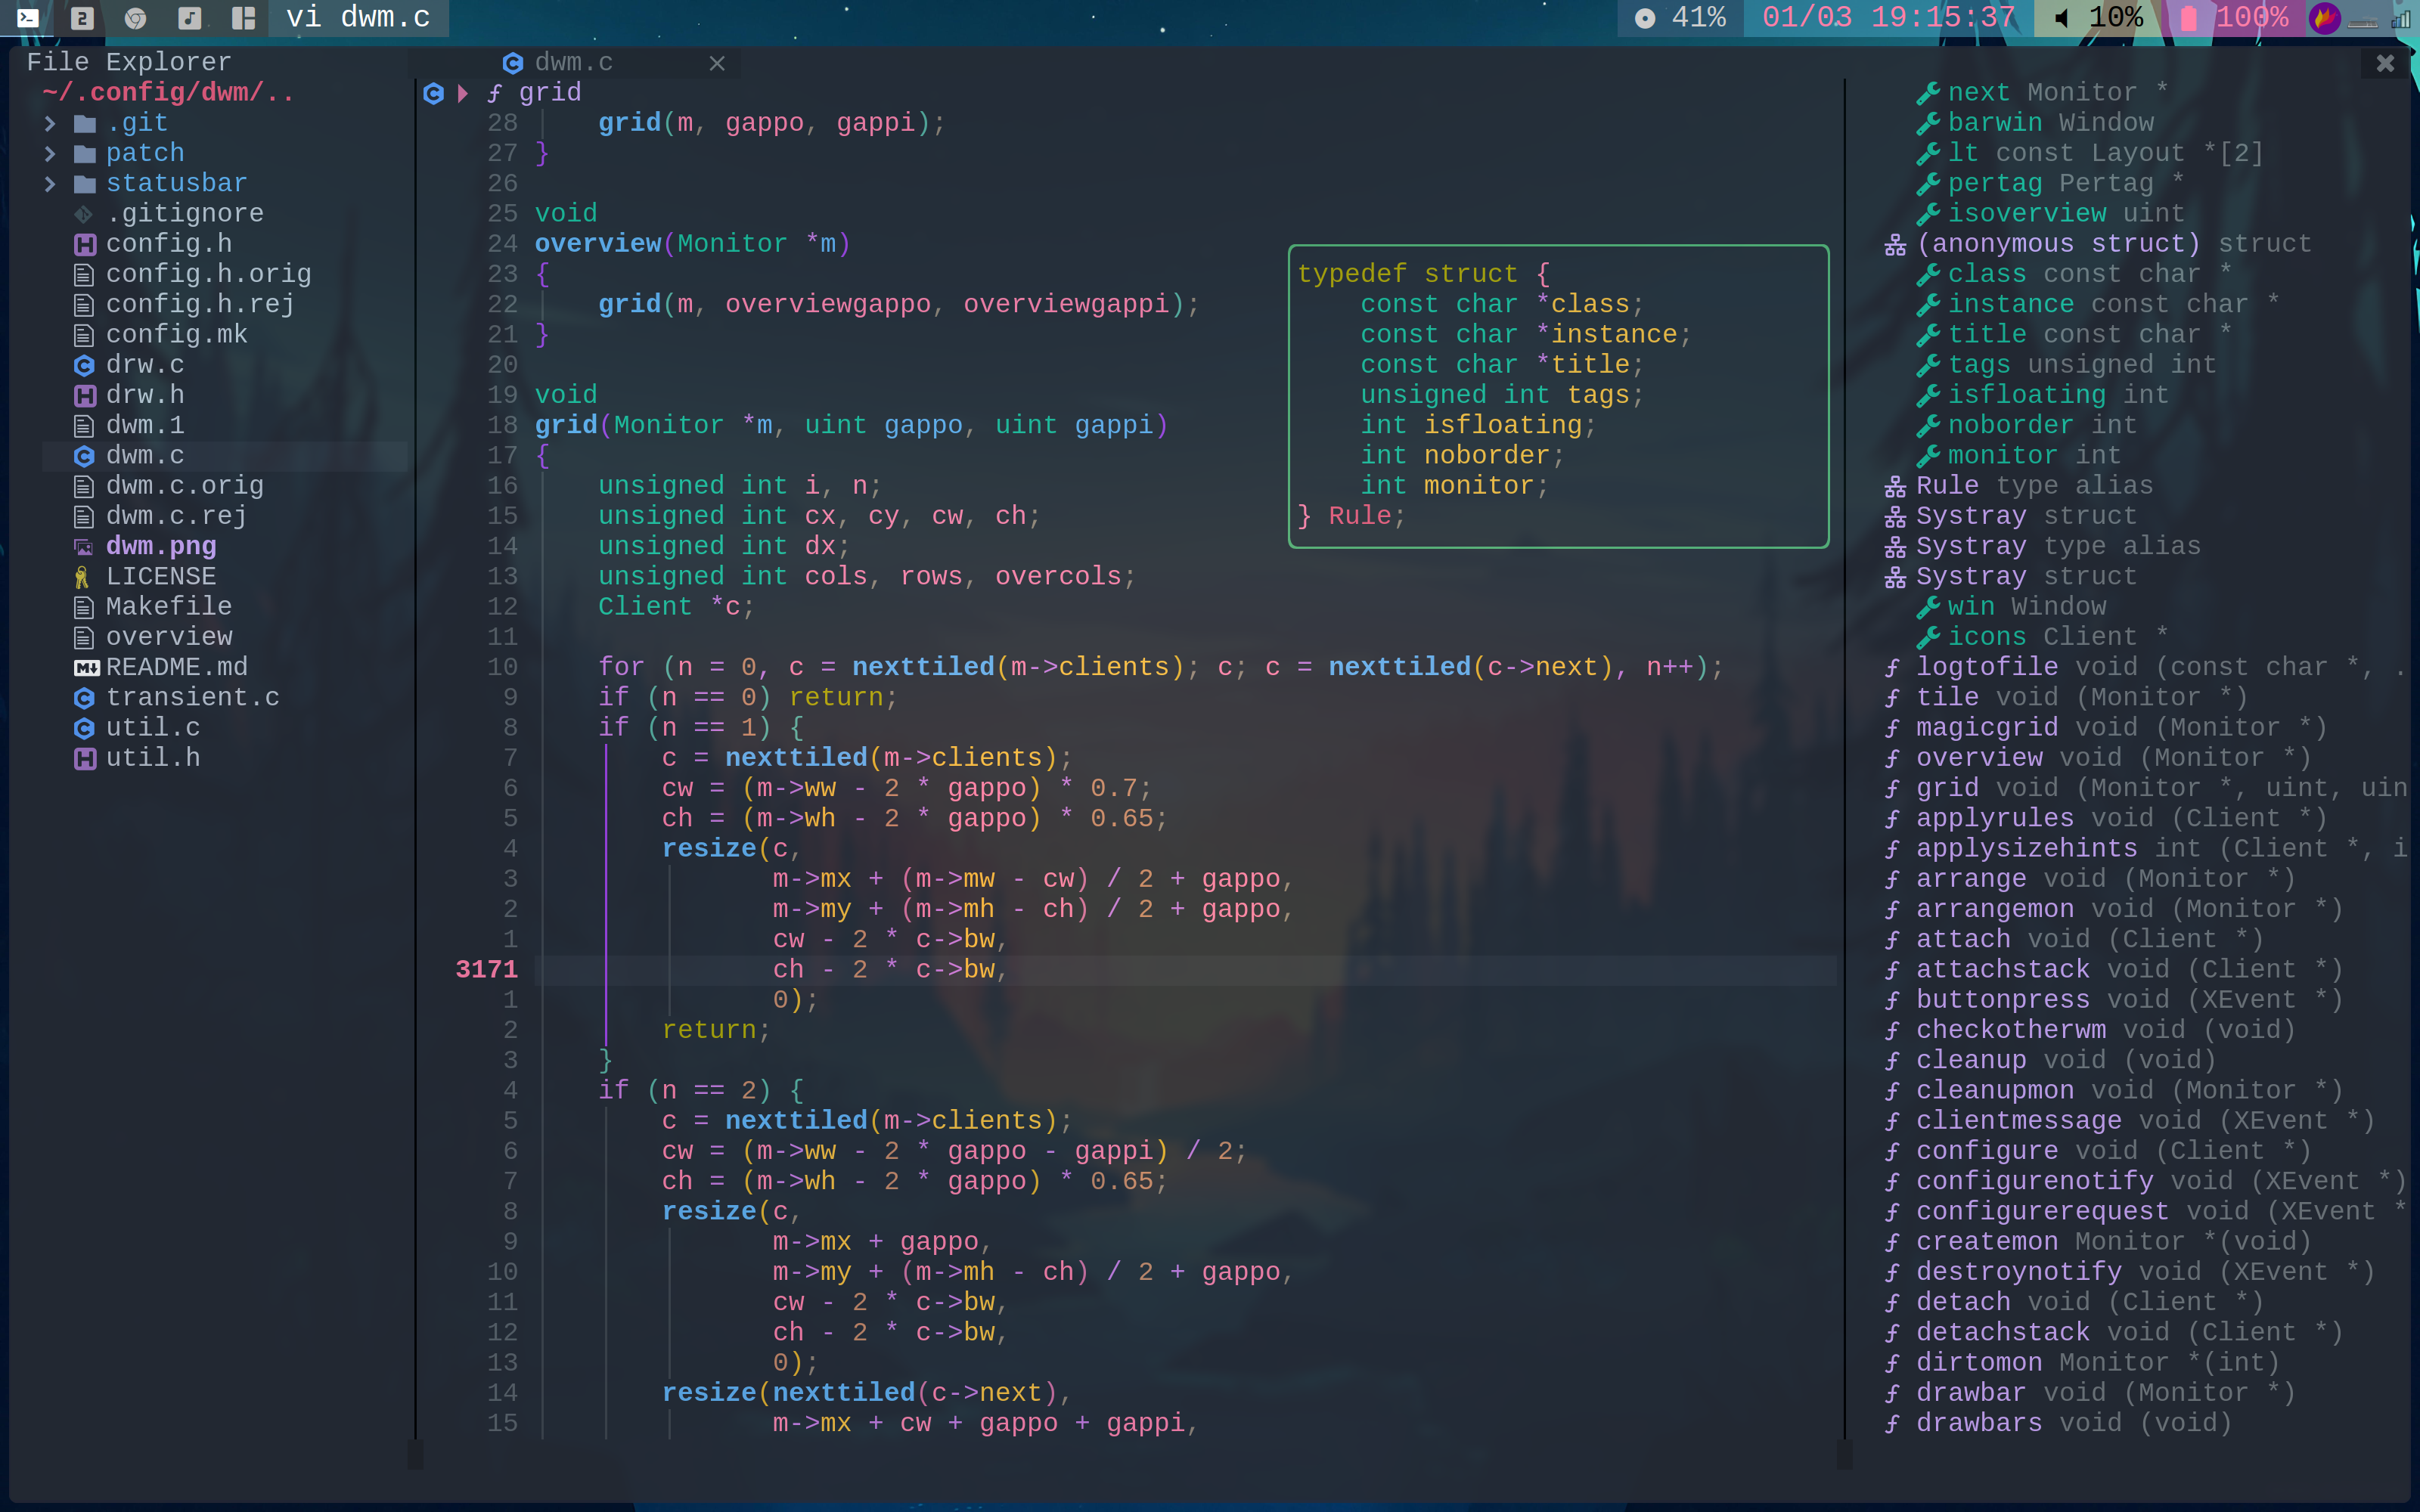 2 vi dwm.c 41% 01/03 19:15:37 10% 100%
File Explorer
~/.config/dwm/..
.git
patch
statusbar
.gitignore
config.h
config.h.orig
config.h.rej
config.mk
drw.c
drw.h
dwm.1
dwm.c
dwm.c.orig
dwm.c.rej
dwm.png
LICENSE
Makefile
overview
README.md
transient.c
util.c
util.h
dwm.c ×
grid
28     grid(m, gappo, gappi);
27 }
26
25 void
24 overview(Monitor *m)
23 {
22     grid(m, overviewgappo, overviewgappi);
21 }
20
19 void
18 grid(Monitor *m, uint gappo, uint gappi)
17 {
16     unsigned int i, n;
15     unsigned int cx, cy, cw, ch;
14     unsigned int dx;
13     unsigned int cols, rows, overcols;
12     Client *c;
11
10     for (n = 0, c = nexttiled(m->clients); c; c = nexttiled(c->next), n++);
9     if (n == 0) return;
8     if (n == 1) {
7         c = nexttiled(m->clients);
6         cw = (m->ww - 2 * gappo) * 0.7;
5         ch = (m->wh - 2 * gappo) * 0.65;
4         resize(c,
3                m->mx + (m->mw - cw) / 2 + gappo,
2                m->my + (m->mh - ch) / 2 + gappo,
1                cw - 2 * c->bw,
3171                ch - 2 * c->bw,
1                0);
2         return;
3     }
4     if (n == 2) {
5         c = nexttiled(m->clients);
6         cw = (m->ww - 2 * gappo - gappi) / 2;
7         ch = (m->wh - 2 * gappo) * 0.65;
8         resize(c,
9                m->mx + gappo,
10                m->my + (m->mh - ch) / 2 + gappo,
11                cw - 2 * c->bw,
12                ch - 2 * c->bw,
13                0);
14         resize(nexttiled(c->next),
15                m->mx + cw + gappo + gappi,
typedef struct {
    const char *class;
    const char *instance;
    const char *title;
    unsigned int tags;
    int isfloating;
    int noborder;
    int monitor;
} Rule;
next Monitor *
barwin Window
lt const Layout *[2]
pertag Pertag *
isoverview uint
(anonymous struct) struct
class const char *
instance const char *
title const char *
tags unsigned int
isfloating int
noborder int
monitor int
Rule type alias
Systray struct
Systray type alias
Systray struct
win Window
icons Client *
logtofile void (const char *, .
tile void (Monitor *)
magicgrid void (Monitor *)
overview void (Monitor *)
grid void (Monitor *, uint, uin
applyrules void (Client *)
applysizehints int (Client *, i
arrange void (Monitor *)
arrangemon void (Monitor *)
attach void (Client *)
attachstack void (Client *)
buttonpress void (XEvent *)
checkotherwm void (void)
cleanup void (void)
cleanupmon void (Monitor *)
clientmessage void (XEvent *)
configure void (Client *)
configurenotify void (XEvent *)
configurerequest void (XEvent *
createmon Monitor *(void)
destroynotify void (XEvent *)
detach void (Client *)
detachstack void (Client *)
dirtomon Monitor *(int)
drawbar void (Monitor *)
drawbars void (void)